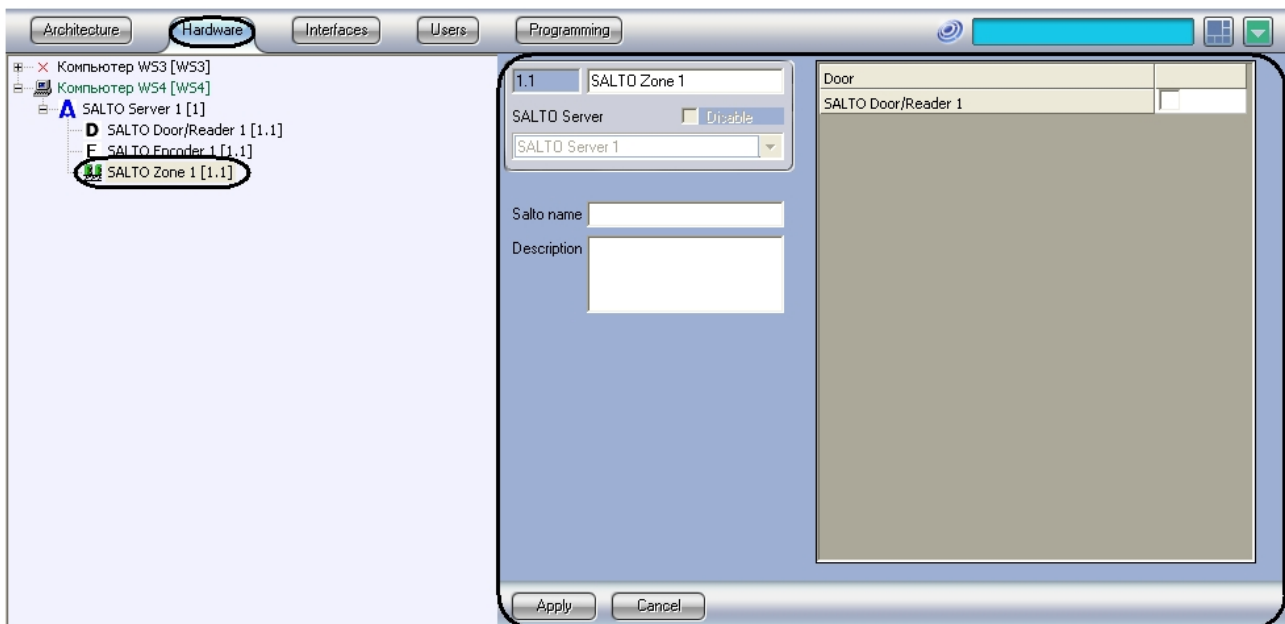 Architecture Hardware Interfaces Users Programming
Компьютер WS3 [WS3]
Компьютер WS4 [WS4]
SALTO Server 1 [1]
D SALTO Door/Reader 1 [1.1]
E SALTO Encoder 1 [1.1]
SALTO Zone 1 [1.1]
1.1 SALTO Zone 1
SALTO Server Disable
SALTO Server 1
Salto name
Description
Door
SALTO Door/Reader 1
Apply Cancel